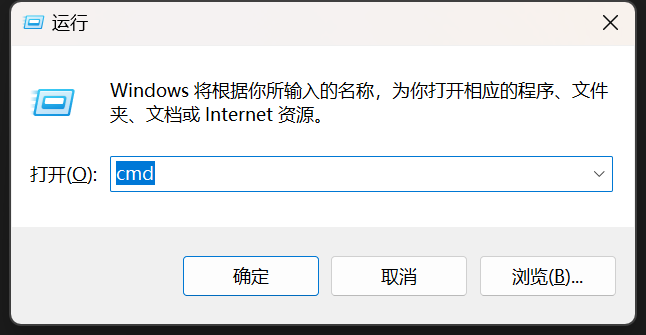 运行
Windows 将根据你所输入的名称，为你打开相应的程序、文件
夹、文档或 Internet 资源。
打开(O): cmd
确定 取消 浏览(B)...